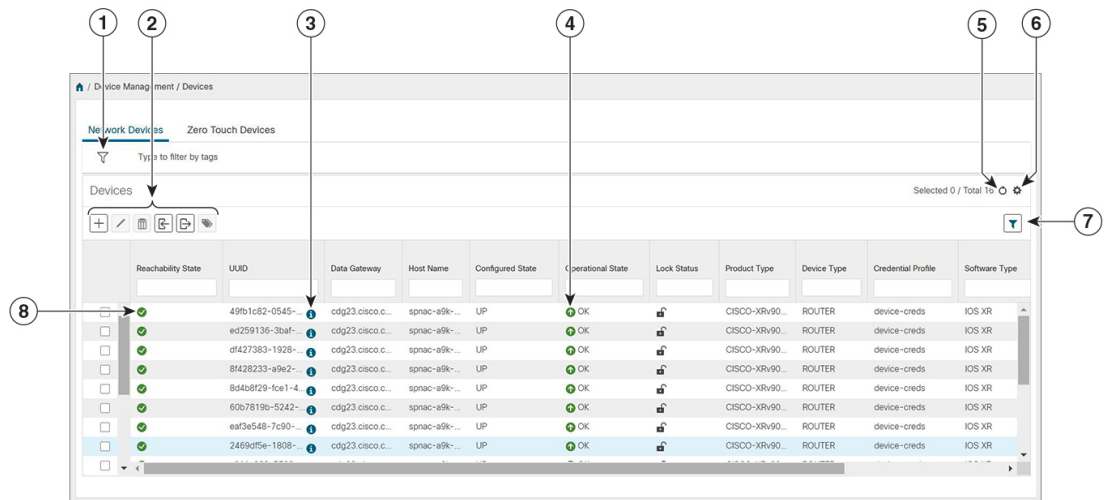 1 2 3 4 5 6
/ Device Management / Devices
Network Devices Zero Touch Devices
Type to filter by tags
Devices Selected 0 / Total 16
7
Reachability State UUID Data Gateway Host Name Configured State Operational State Lock Status Product Type Device Type Credential Profile Software Type
8 49fb1c82-0545-... cdg23.cisco.c... spnac-a9k-... UP OK CISCO-XRv90... ROUTER device-creds IOS XR
ed259136-3baf-... cdg23.cisco.c... spnac-a9k-... UP OK CISCO-XRv90... ROUTER device-creds IOS XR
df427383-1928-... cdg23.cisco.c... spnac-a9k-... UP OK CISCO-XRv90... ROUTER device-creds IOS XR
8f428233-a9e2-... cdg23.cisco.c... spnac-a9k-... UP OK CISCO-XRv90... ROUTER device-creds IOS XR
8d4b8f29-fce1-4... cdg23.cisco.c... spnac-a9k-... UP OK CISCO-XRv90... ROUTER device-creds IOS XR
60b7819b-5242-... cdg23.cisco.c... spnac-a9k-... UP OK CISCO-XRv90... ROUTER device-creds IOS XR
eaf3e548-7c90-... cdg23.cisco.c... spnac-a9k-... UP OK CISCO-XRv90... ROUTER device-creds IOS XR
2469df5e-1808-... cdg23.cisco.c... spnac-a9k-... UP OK CISCO-XRv90... ROUTER device-creds IOS XR